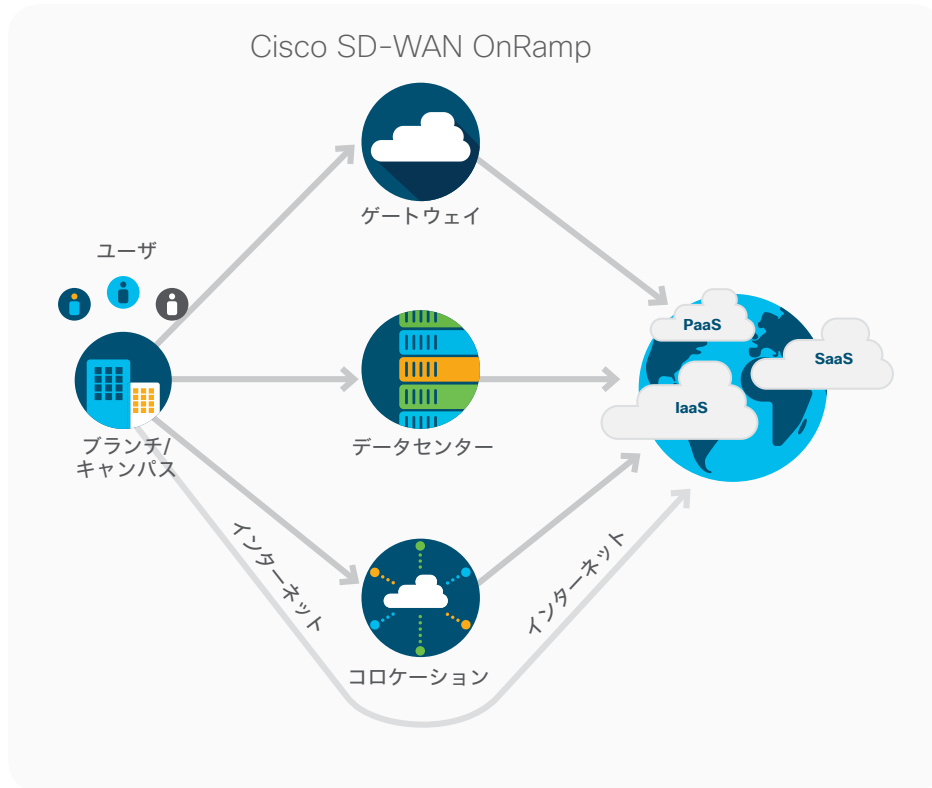 Cisco SD-WAN OnRamp
ゲートウェイ
ユーザ
PaaS
SaaS
IaaS
ブランチ/
キャンパス
データセンター
インターネット
インターネット
コロケーション